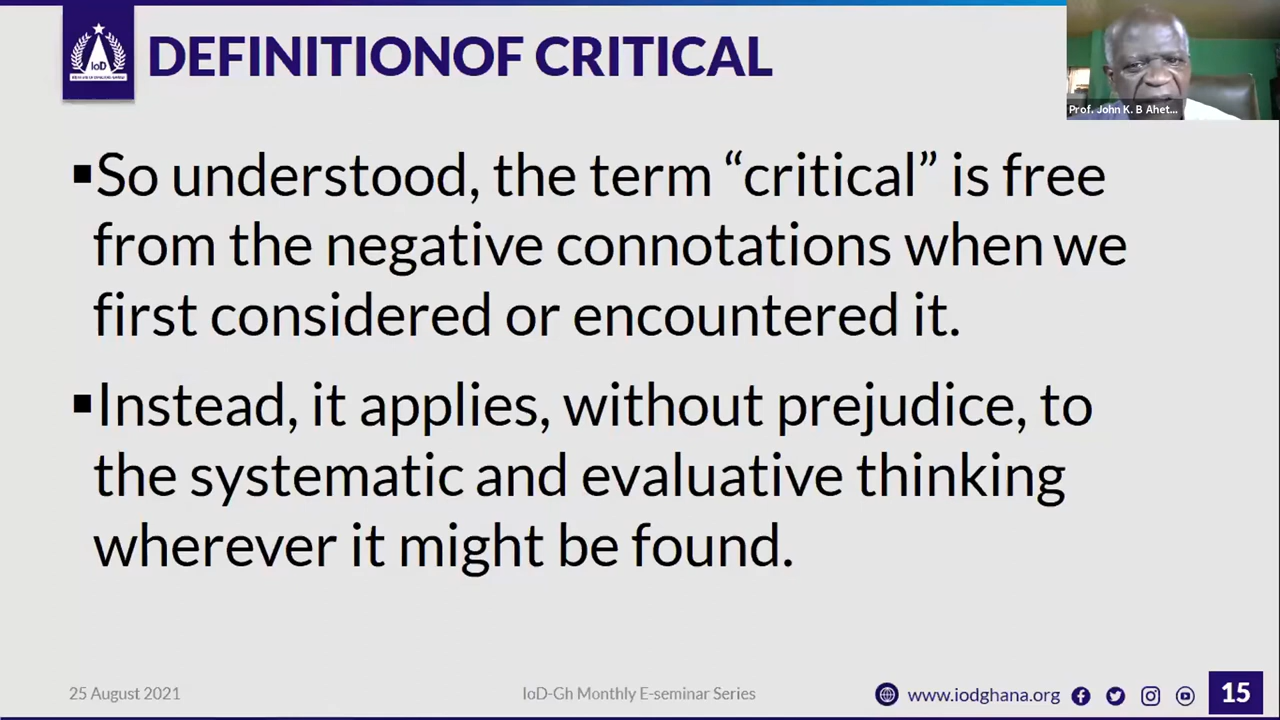 IoD
DEFINITIONOF CRITICAL
Prof. John K. B Ahet...
▪So understood, the term “critical” is free
from the negative connotations when we
first considered or encountered it.
▪Instead, it applies, without prejudice, to
the systematic and evaluative thinking
wherever it might be found.
25 August 2021
IoD-Gh Monthly E-seminar Series
www.iodghana.org
15